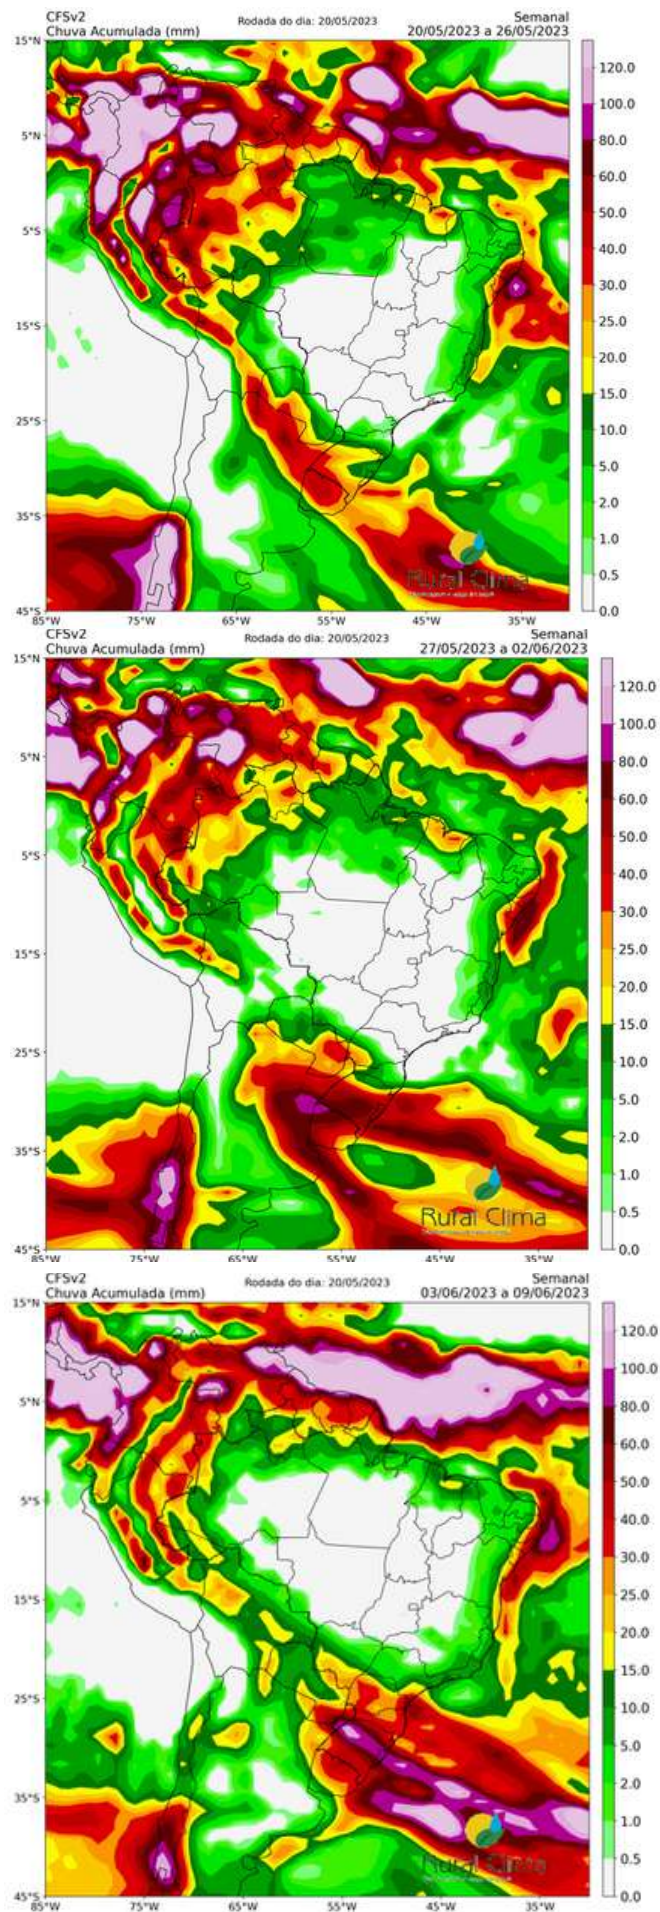 CFSv2
Chuva Acumulada (mm)
Rodada do dia: 20/05/2023
Semanal
20/05/2023 a 26/05/2023
15°N
5°N
5°S
15°S
25°S
35°S
45°S
85°W
75°W
65°W
55°W
45°W
35°W
120.0
100.0
80.0
60.0
50.0
40.0
30.0
25.0
20.0
15.0
10.0
5.0
2.0
1.0
0.5
0.0
Rural Clima
CFSv2
Chuva Acumulada (mm)
Rodada do dia: 20/05/2023
Semanal
27/05/2023 a 02/06/2023
15°N
5°N
5°S
15°S
25°S
35°S
45°S
85°W
75°W
65°W
55°W
45°W
35°W
120.0
100.0
80.0
60.0
50.0
40.0
30.0
25.0
20.0
15.0
10.0
5.0
2.0
1.0
0.5
0.0
Rural Clima
CFSv2
Chuva Acumulada (mm)
Rodada do dia: 20/05/2023
Semanal
03/06/2023 a 09/06/2023
15°N
5°N
5°S
15°S
25°S
35°S
45°S
85°W
75°W
65°W
55°W
45°W
35°W
120.0
100.0
80.0
60.0
50.0
40.0
30.0
25.0
20.0
15.0
10.0
5.0
2.0
1.0
0.5
0.0
Rural Clima